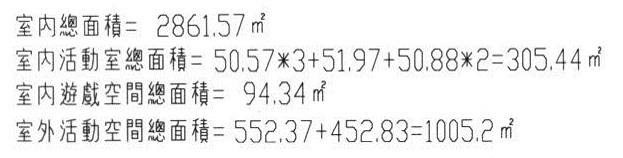 室內總面積= 2861.57㎡
室內活動室總面積= 50.57*3+51.97+50.88*2=305.44㎡
室內遊戲空間總面積= 94.34㎡
室外活動空間總面積= 552.37+452.83=1005.2㎡